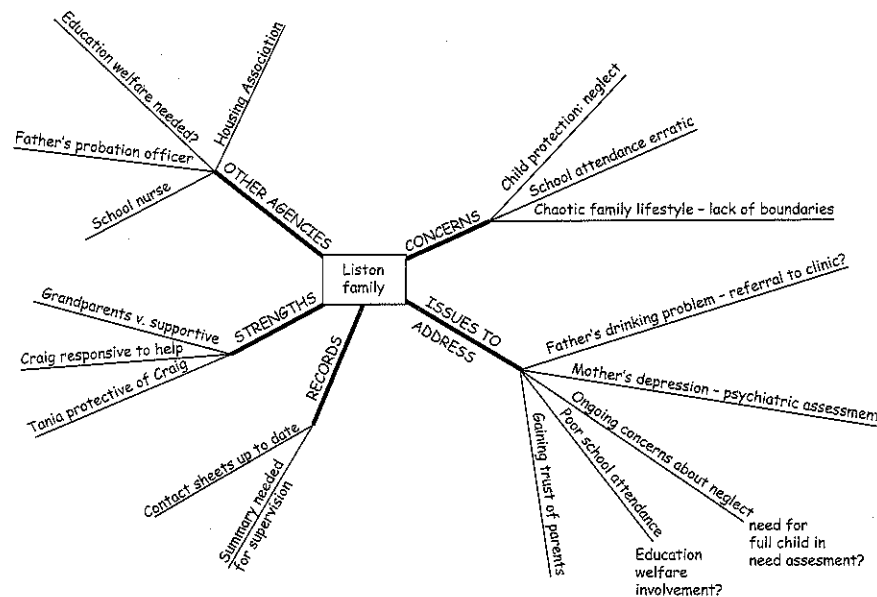 Liston
family
OTHER AGENCIES
Education welfare needed?
Housing Association
Father's probation officer
School nurse
CONCERNS
Child protection: neglect
School attendance erratic
Chaotic family lifestyle - lack of boundaries
STRENGTHS
Grandparents v. supportive
Craig responsive to help
Tania protective of Craig
RECORDS
Contact sheets up to date
Summary needed
for supervision
ISSUES TO
ADDRESS
Father's drinking problem - referral to clinic?
Mother's depression - psychiatric assessment
Ongoing concerns about neglect
need for
full child in
need assesment?
Poor school attendance
Education
welfare
involvement?
Gaining trust of parents